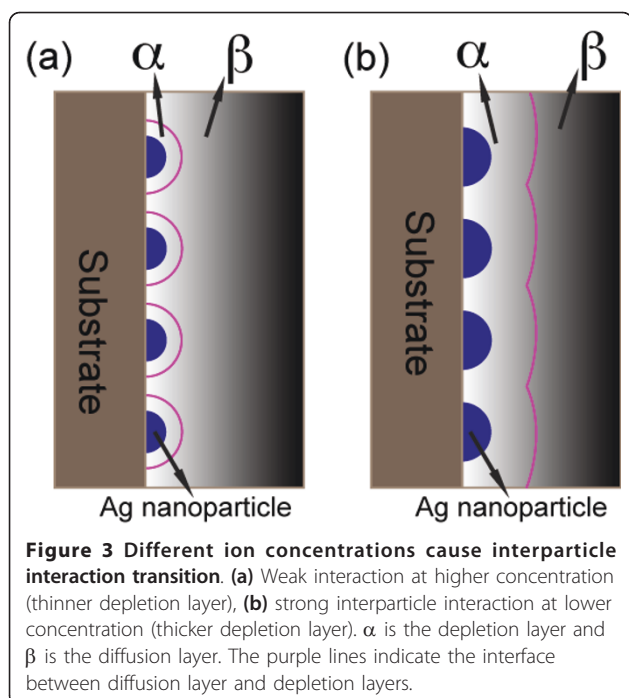 (a) α β (b) α β
Substrate Substrate
Ag nanoparticle Ag nanoparticle
Figure 3 Different ion concentrations cause interparticle
interaction transition. (a) Weak interaction at higher concentration
(thinner depletion layer), (b) strong interparticle interaction at lower
concentration (thicker depletion layer). α is the depletion layer and
β is the diffusion layer. The purple lines indicate the interface
between diffusion layer and depletion layers.